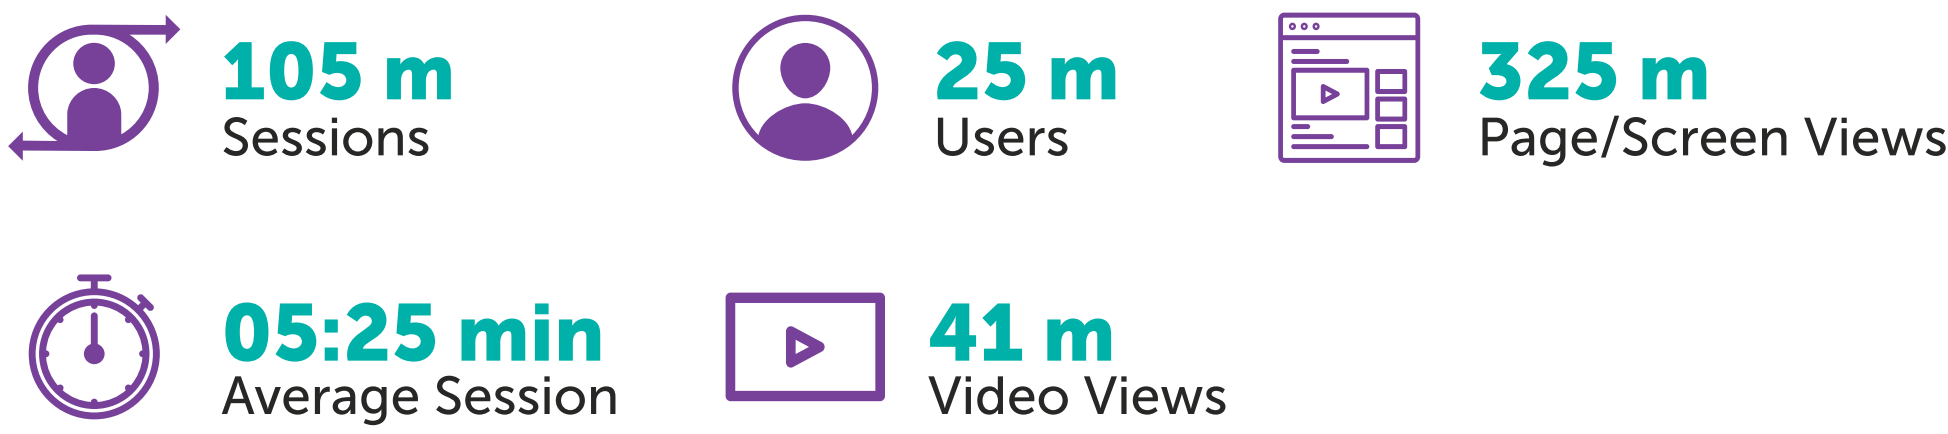 105 m
Sessions
25 m
Users
325 m
Page/Screen Views
05:25 min
Average Session
41 m
Video Views